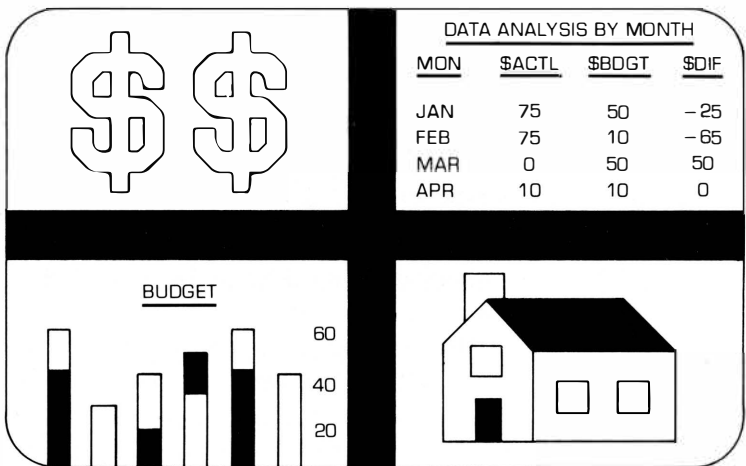 $$
DATA ANALYSIS BY MONTH
MON $ACTL $BDGT $DIF
JAN 75 50 –25
FEB 75 10 –65
MAR 0 50 50
APR 10 10 0
BUDGET
60
40
20